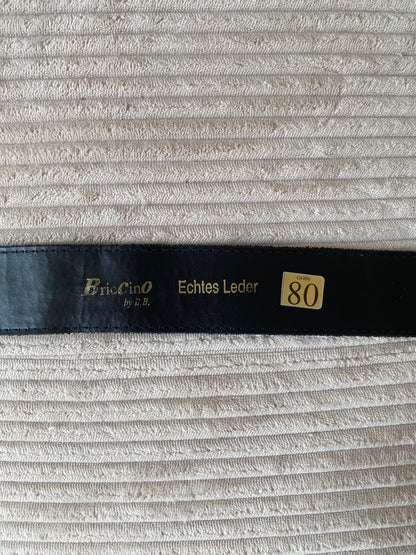 BricCinO
by D.B.
Echtes Leder
Größe
80